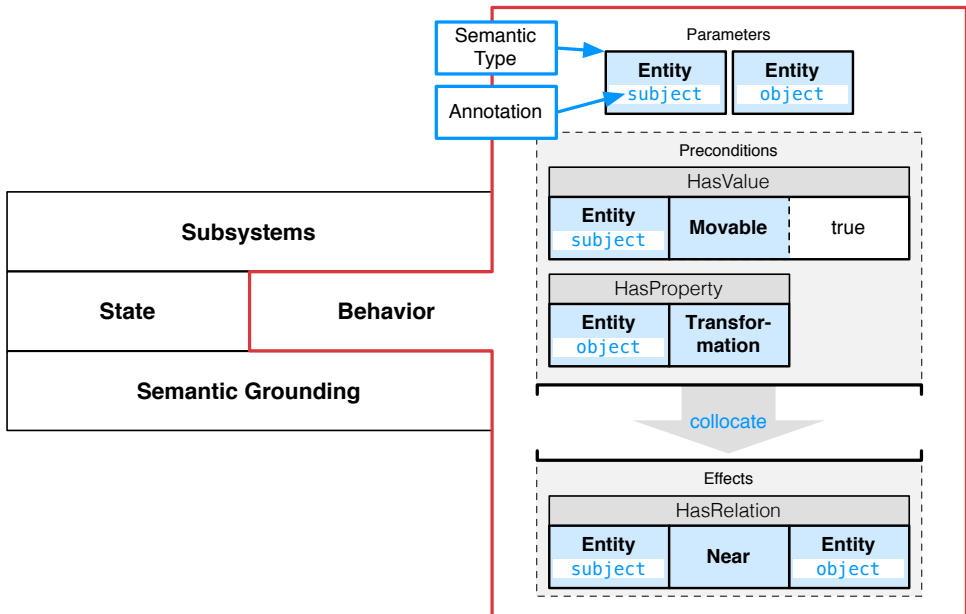 Semantic
Type
Annotation
Parameters
Entity
subject
Entity
object
Preconditions
HasValue
Entity
subject
Movable
true
HasProperty
Entity
object
Transfor-
mation
Subsystems
State
Behavior
Semantic Grounding
collocate
Effects
HasRelation
Entity
subject
Near
Entity
object